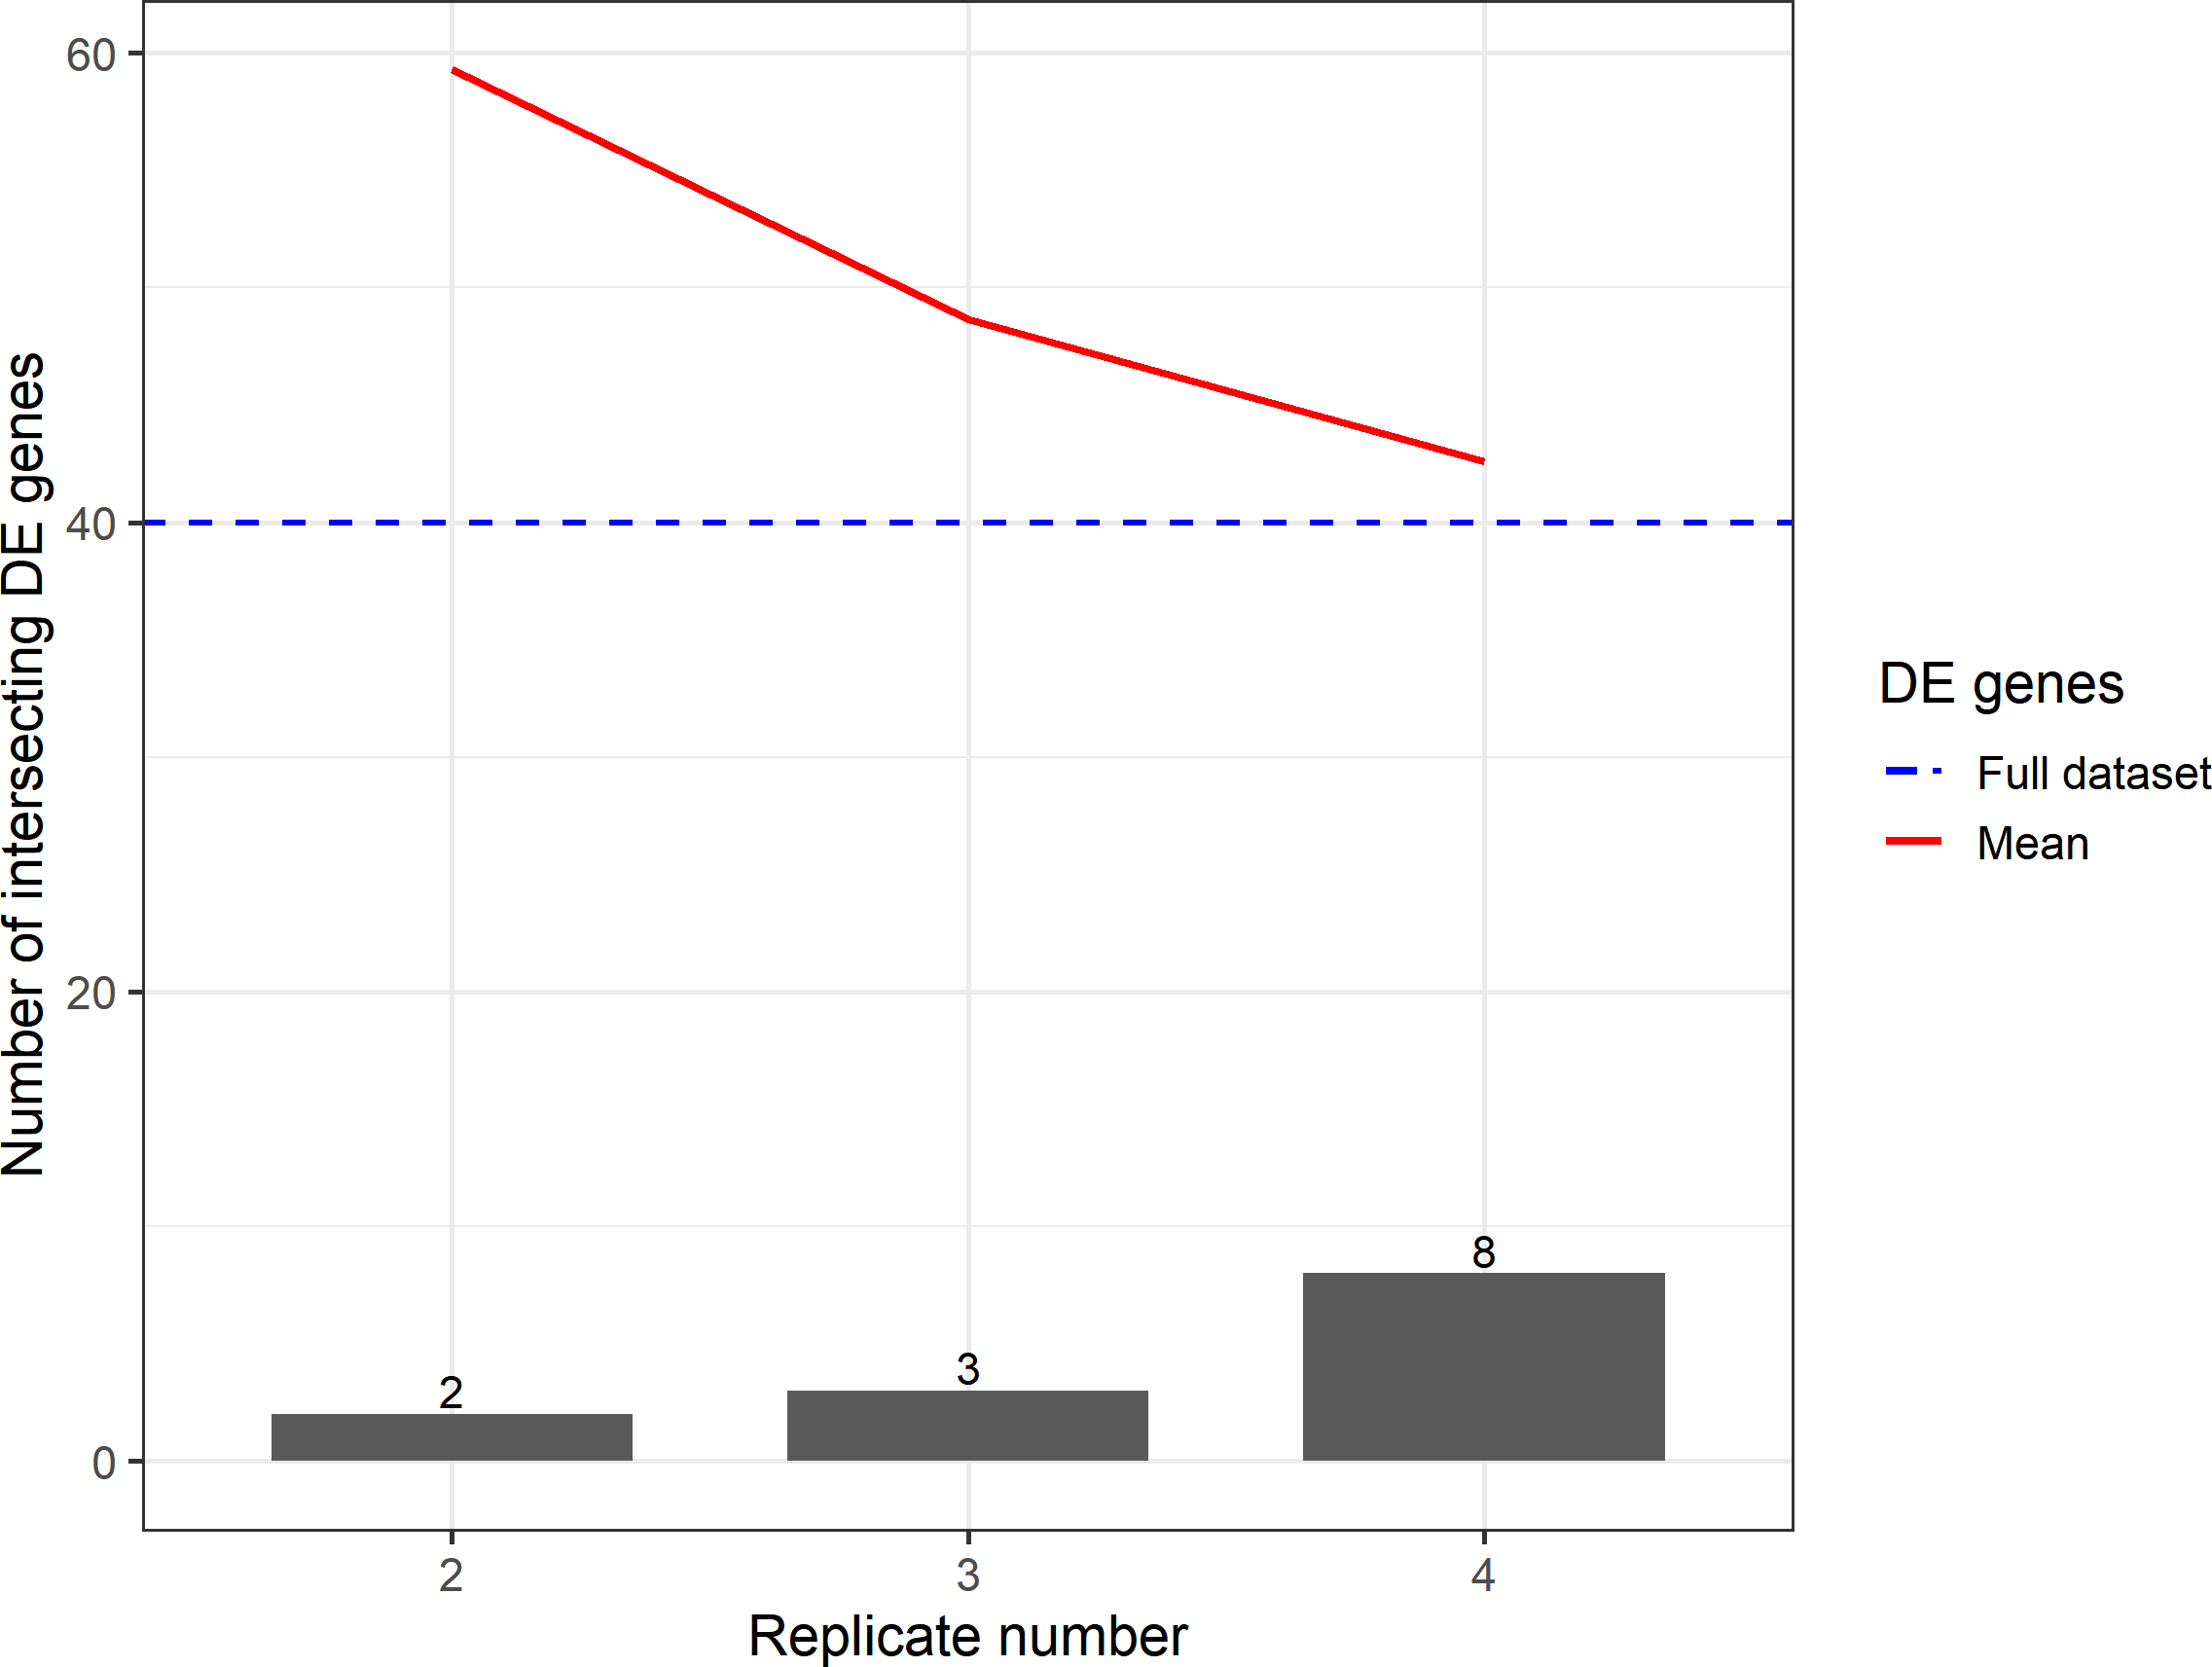 Number of intersecting DE genes
60
40
20
0
2
3
8
2
3
4
Replicate number
DE genes
Full dataset
Mean